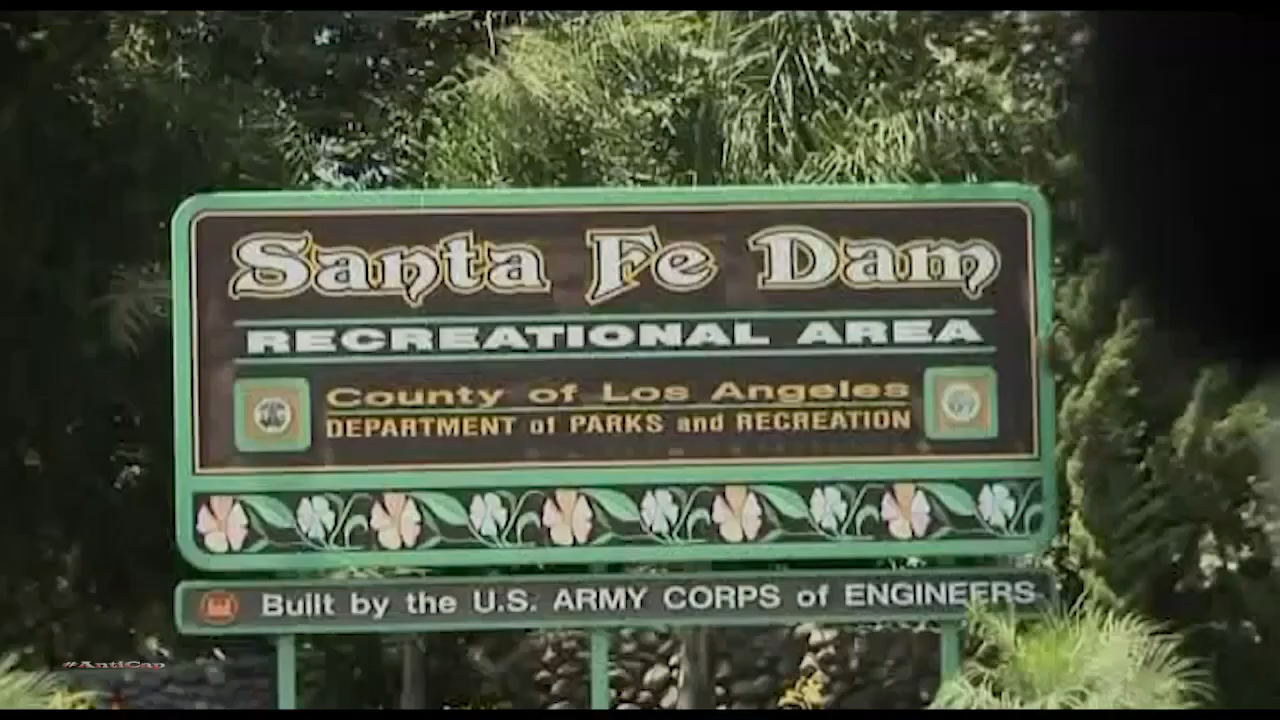 Santa Fe Dam
RECREATIONAL AREA
County of Los Angeles
DEPARTMENT of PARKS and RECREATION
Built by the U.S. ARMY CORPS of ENGINEERS
#AntiCap